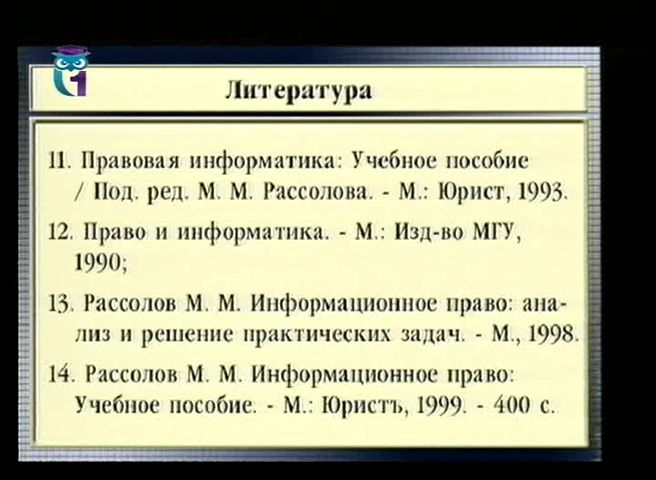 1
Литература
11. Правовая информатика: Учебное пособие
/ Под. ред. М. М. Рассолова. - М.: Юрист, 1993.
12. Право и информатика. - М.: Изд-во МГУ,
1990;
13. Рассолов М. М. Информационное право: ана-
лиз и решение практических задач. - М., 1998.
14. Рассолов М. М. Информационное право:
Учебное пособие. - М.: Юристъ, 1999. - 400 с.